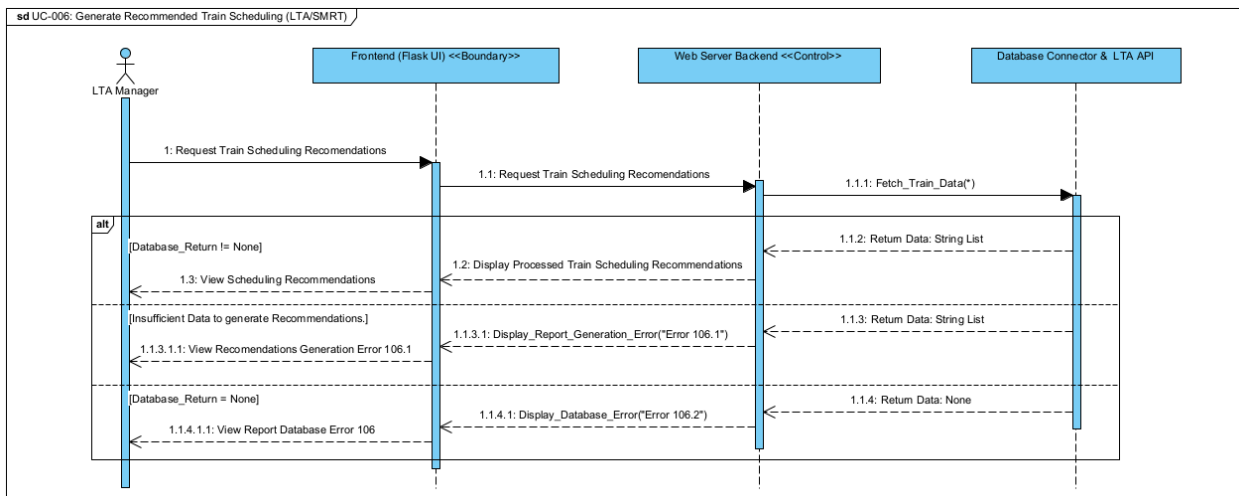 sd UC-006: Generate Recommended Train Scheduling (LTA/SMRT)
LTA Manager
Frontend (Flask UI) <<Boundary>>
Web Server Backend <<Control>>
Database Connector & LTA API
1: Request Train Scheduling Recomendations
1.1: Request Train Scheduling Recomendations
1.1.1: Fetch_Train_Data(*)
alt
[Database_Return != None]
1.1.2: Return Data: String List
1.2: Display Processed Train Scheduling Recommendations
1.3: View Scheduling Recommendations
[Insufficient Data to generate Recommendations.]
1.1.3: Return Data: String List
1.1.3.1: Display_Report_Generation_Error("Error 106.1")
1.1.3.1.1: View Recomendations Generation Error 106.1
[Database_Return = None]
1.1.4: Return Data: None
1.1.4.1: Display_Database_Error("Error 106.2")
1.1.4.1.1: View Report Database Error 106